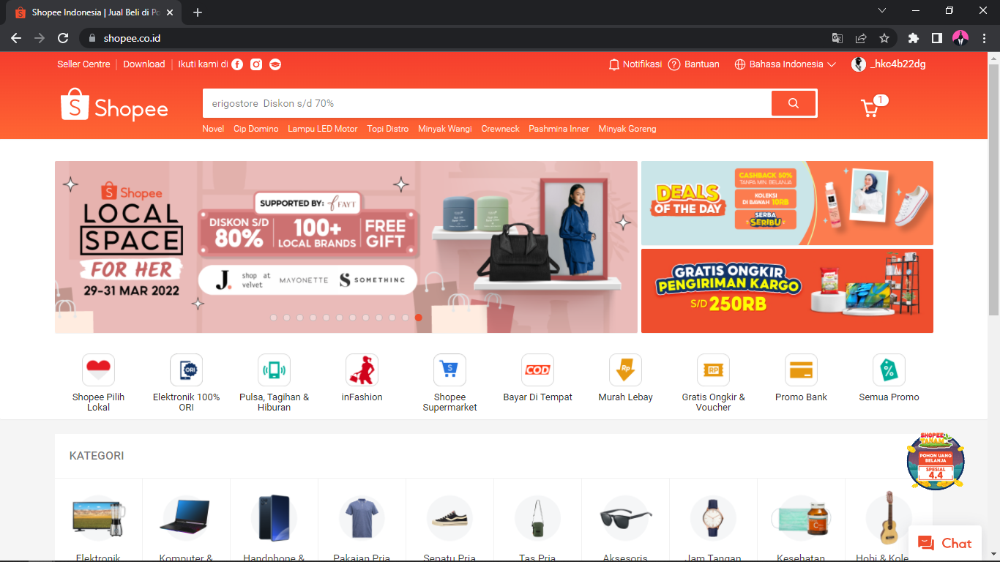 Shopee Indonesia | Jual Beli di Po
shopee.co.id
Seller Centre
Download
Ikuti kami di
Notifikasi
Bantuan
Bahasa Indonesia
_hkc4b22dg
Shopee
erigostore Diskon s/d 70%
1
Novel Cip Domino Lampu LED Motor Topi Distro Minyak Wangi Crewneck Pashmina Inner Minyak Goreng
Shopee
LOCAL
SPACE
FOR HER
29-31 MAR 2022
SUPPORTED BY: FAYT
DISKON S/D
80%
100+
LOCAL BRANDS
FREE
GIFT
J.
shop at
velvet
MAYONETTE
S SOMETHINC
DEALS
OF THE DAY
CASHBACK 50%
TANPA MIN. BELANJA
KOLEKSI
DI BAWAH 10RB
SERBA
SERIBU
GRATIS ONGKIR
PENGIRIMAN KARGO
S/D 250RB
Shopee Pilih
Lokal
ORI
Elektronik 100%
ORI
Pulsa, Tagihan &
Hiburan
inFashion
Shopee
Supermarket
COD
Bayar Di Tempat
Rp
Murah Lebay
RP
Gratis Ongkir &
Voucher
Promo Bank
Semua Promo
SHOPEE
TANAM
POHON UANG
BELANJA
SPESIAL
4.4
KATEGORI
Elektronik
Komputer &
Handphone &
Pakaian Pria
Sepatu Pria
Tas Pria
Aksesoris
Jam Tangan
Kesehatan
Hobi & Kole
Chat